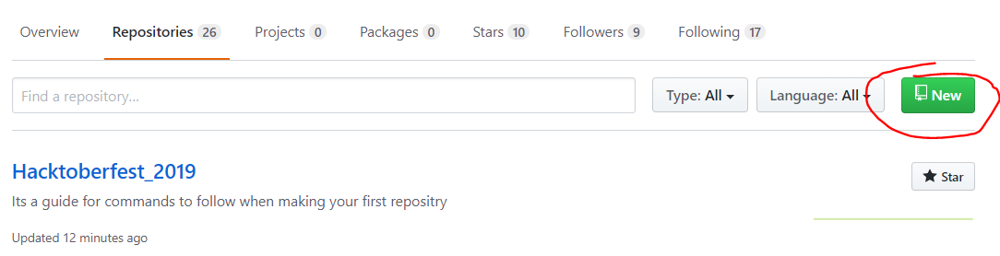 Overview Repositories 26 Projects 0 Packages 0 Stars 10 Followers 9 Following 17
Find a repository... Type: All Language: All New
Hacktoberfest_2019 Star
Its a guide for commands to follow when making your first repositry
Updated 12 minutes ago